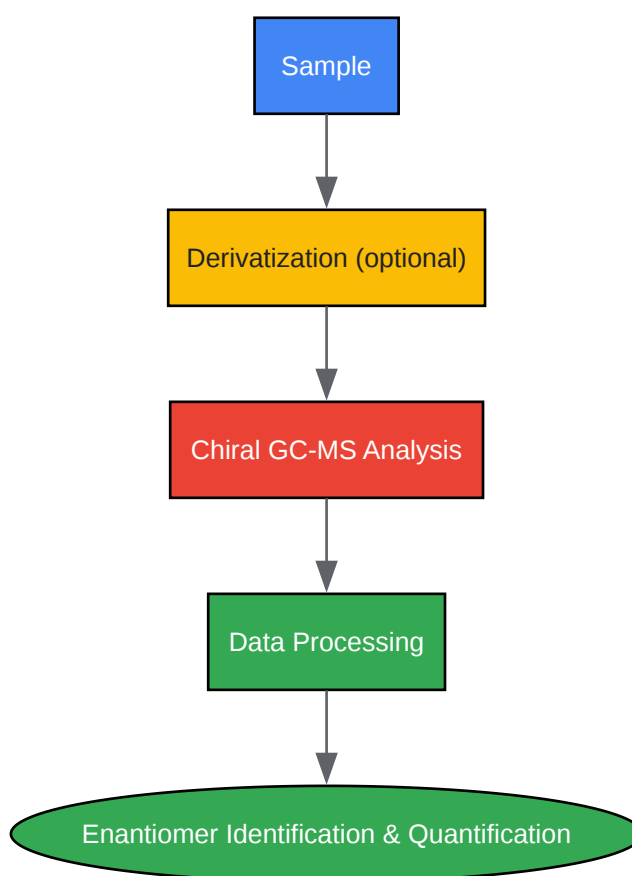 Sample
Derivatization (optional)
Chiral GC-MS Analysis
Data Processing
Enantiomer Identification & Quantification